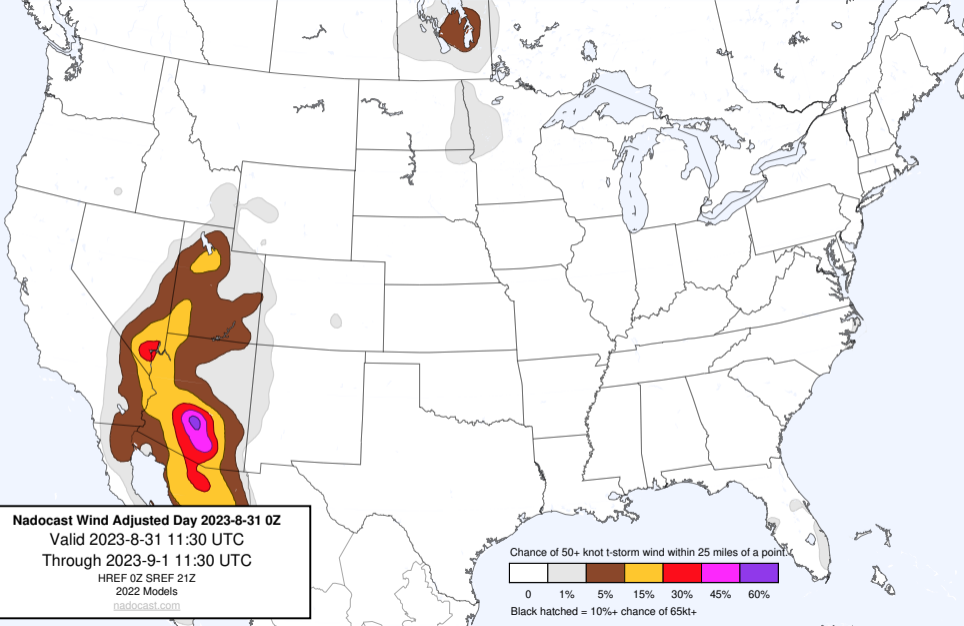 Nadocast Wind Adjusted Day 2023-8-31 0Z
Valid 2023-8-31 11:30 UTC
Through 2023-9-1 11:30 UTC
HREF 0Z SREF 21Z
2022 Models
nadocast.com
Chance of 50+ knot t-storm wind within 25 miles of a point.
0 1% 5% 15% 30% 45% 60%
Black hatched = 10%+ chance of 65kt+